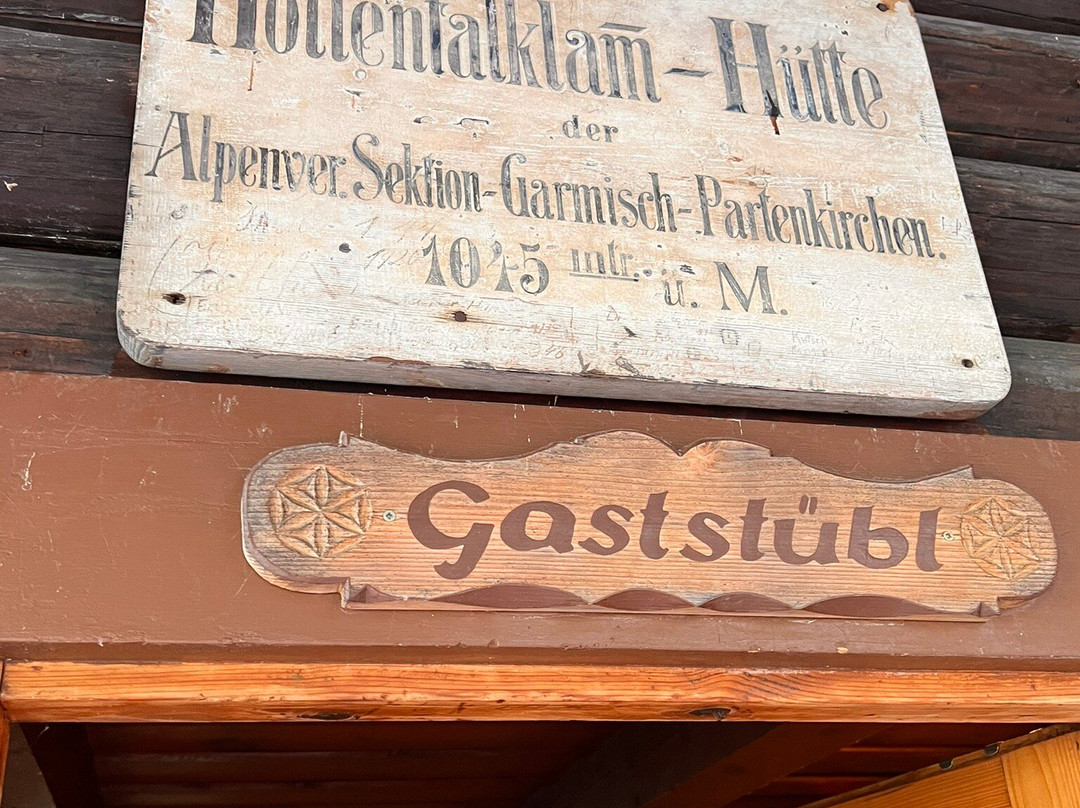 Höllentalklam̅-Hütte
der
Alpenver. Sektion-Garmisch-Partenkirchen.
1045 mtr. ü. M.
Gaststübl